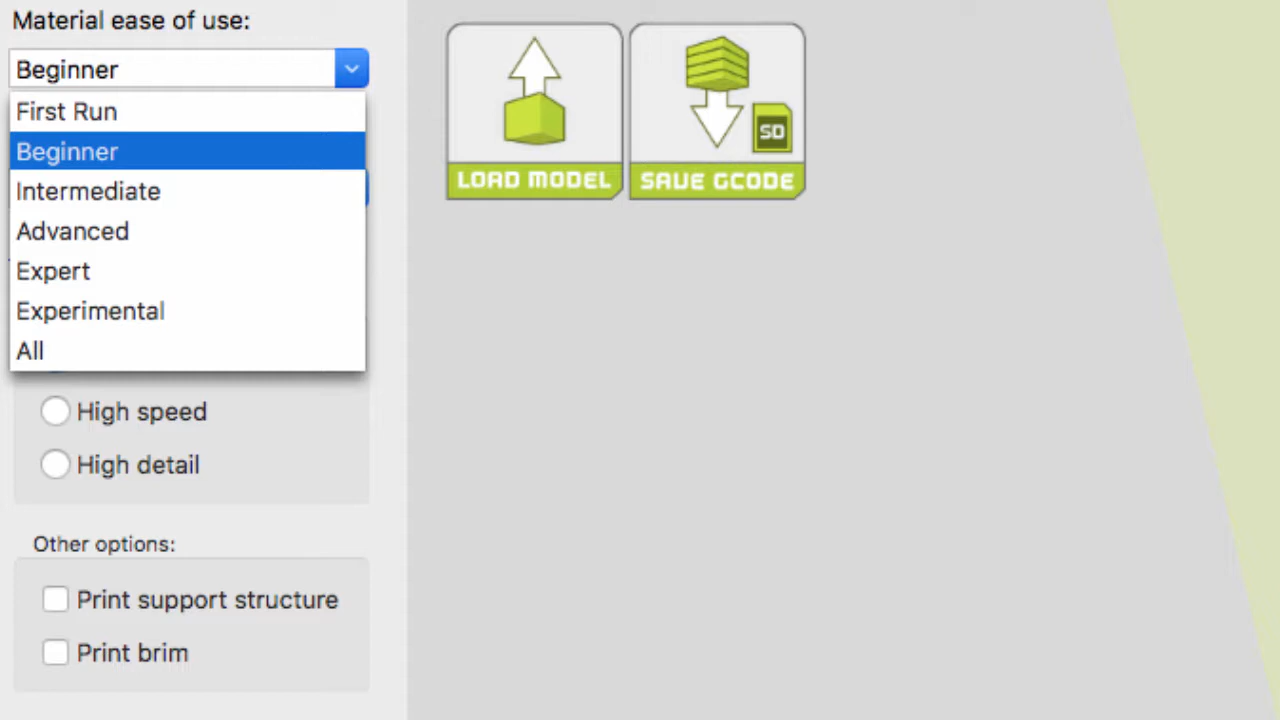 Material ease of use:
Beginner
First Run
Beginner
Intermediate
Advanced
Expert
Experimental
All
High speed
High detail
Other options:
Print support structure
Print brim
LOAD MODEL
SAVE GCODE
SD